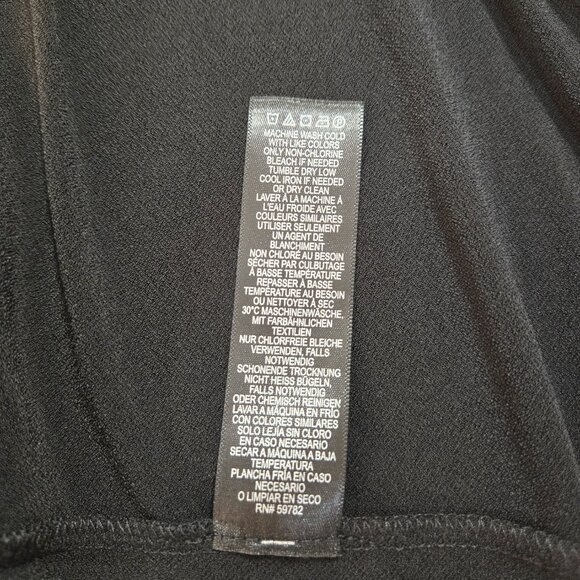 MACHINE WASH COLD
WITH LIKE COLORS
ONLY NON-CHLORINE
BLEACH IF NEEDED
TUMBLE DRY LOW
COOL IRON IF NEEDED
OR DRY CLEAN
LAVER À LA MACHINE À
L'EAU FROIDE AVEC
COULEURS SIMILAIRES
UTILISER SEULEMENT
UN AGENT DE
BLANCHIMENT
NON CHLORÉ AU BESOIN
SÉCHER PAR CULBUTAGE
À BASSE TEMPÉRATURE
REPASSER À BASSE
TEMPÉRATURE AU BESOIN
OU NETTOYER À SEC
30°C MASCHINENWÄSCHE,
MIT FARBÄHNLICHEN
TEXTILIEN
NUR CHLORFREIE BLEICHE
VERWENDEN, FALLS
NOTWENDIG
SCHONENDE TROCKNUNG
NICHT HEISS BÜGELN,
FALLS NOTWENDIG
ODER CHEMISCH REINIGEN
LAVAR A MÁQUINA EN FRÍO
CON COLORES SIMILARES
SOLO LEJÍA SIN CLORO
EN CASO NECESARIO
SECAR A MÁQUINA A BAJA
TEMPERATURA
PLANCHA FRÍA EN CASO
NECESARIO
O LIMPIAR EN SECO
RN# 59782